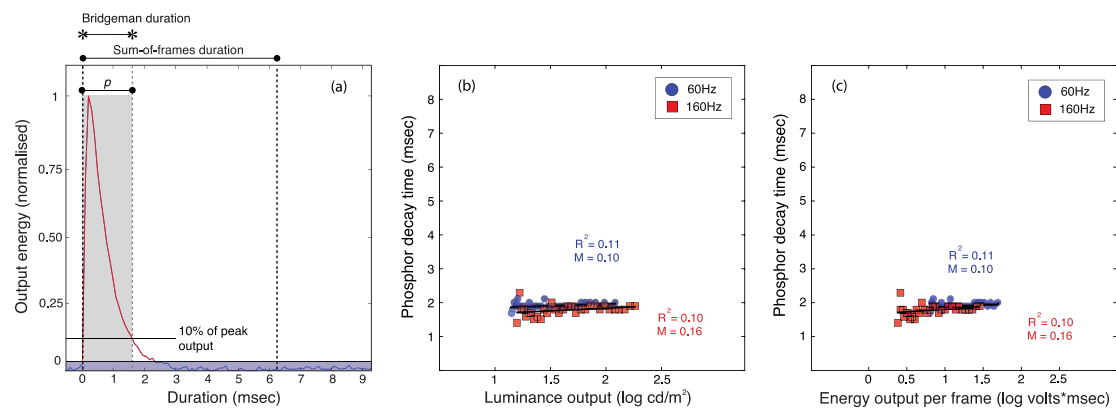 Bridgeman duration
Sum-of-frames duration
p
(a)
Output energy (normalised)
1
0.75
0.50
0.25
0
10% of peak
output
0 1 2 3 4 5 6 7 8 9
Duration (msec)
(b)
60Hz
160Hz
Phosphor decay time (msec)
8
7
6
5
4
3
2
1
R² = 0.11
M = 0.10
R² = 0.10
M = 0.16
1 1.5 2 2.5
Luminance output (log cd/m²)
(c)
60Hz
160Hz
Phosphor decay time (msec)
8
7
6
5
4
3
2
1
R² = 0.11
M = 0.10
R² = 0.10
M = 0.16
0 0.5 1 1.5 2 2.5
Energy output per frame (log volts*msec)